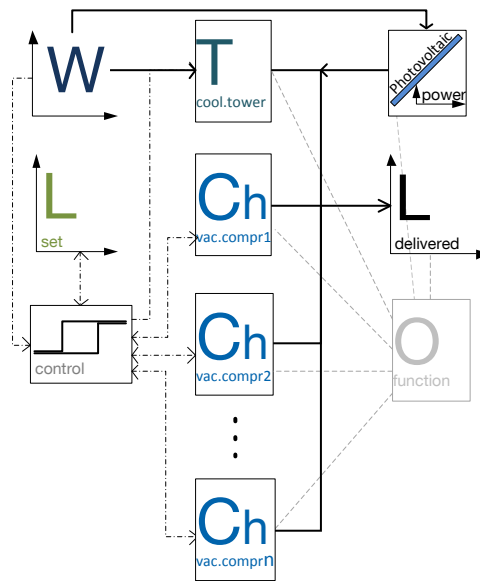 W
T
cool.tower
Photovoltaic
power
L
set
Ch
vac.compr1
L
delivered
control
Ch
vac.compr2
O
function
Ch
vac.comprn